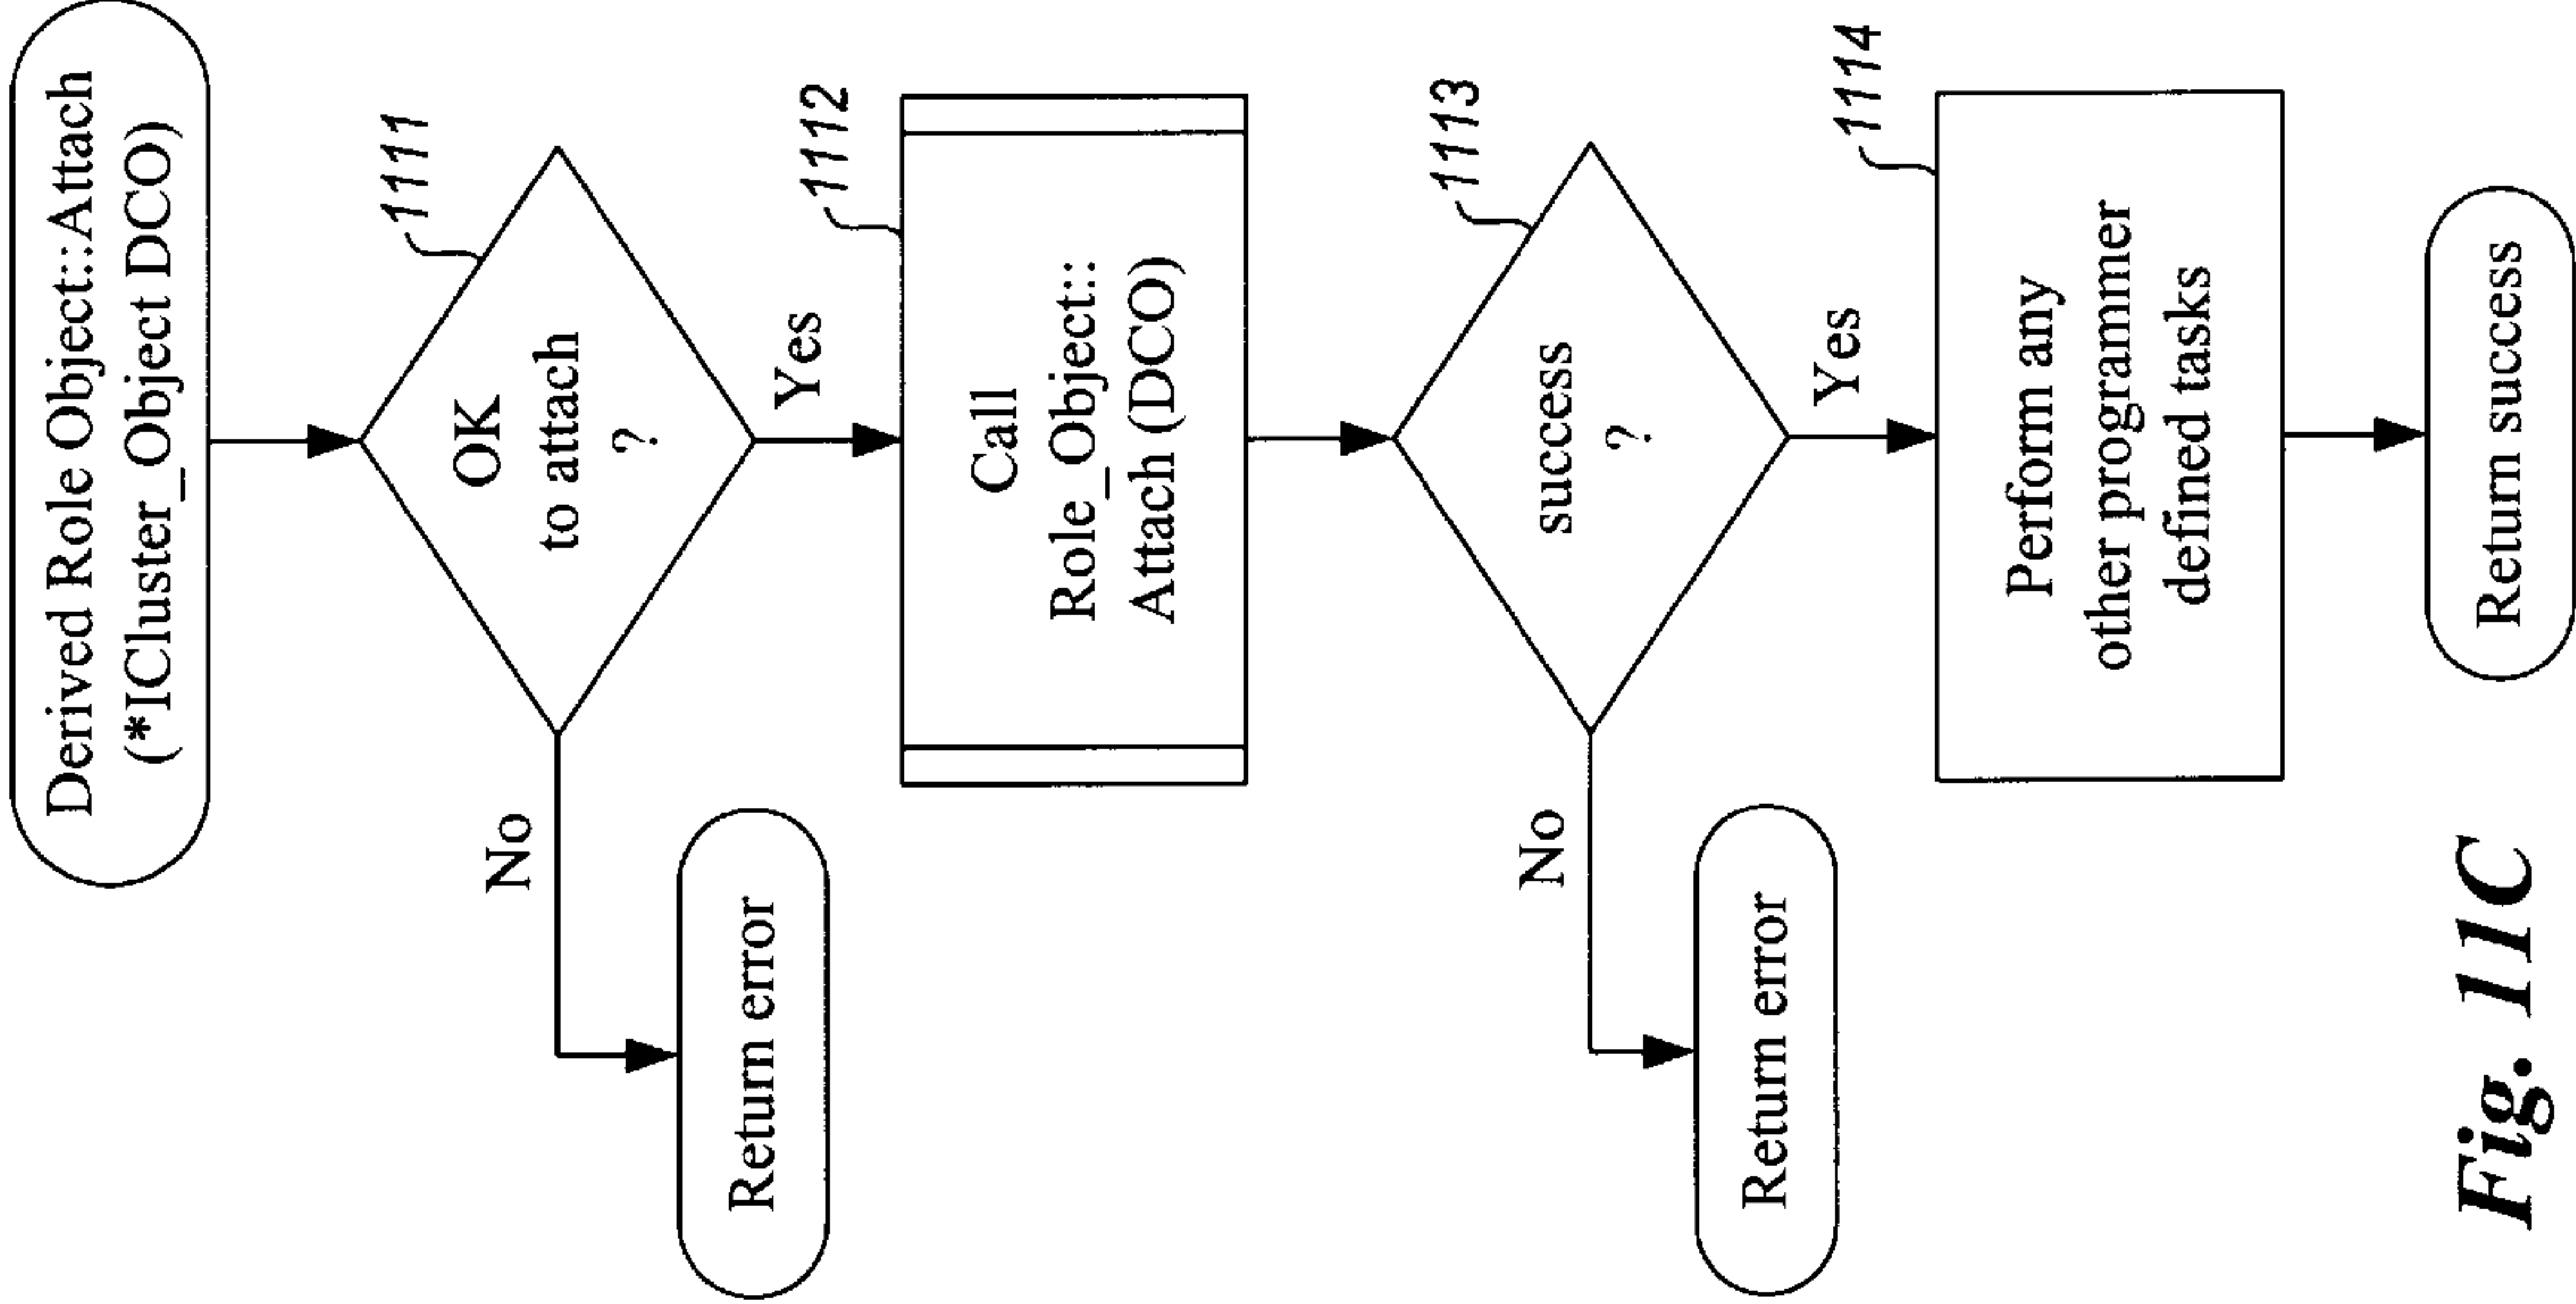 Derived Role Object::Attach
(*ICluster_Object DCO)
1111
OK
to attach
?
No
Yes
Return error
1112
Call
Role_Object::
Attach (DCO)
1113
success
?
No
Yes
Return error
1114
Perform any
other programmer
defined tasks
Return success
Fig. 11C